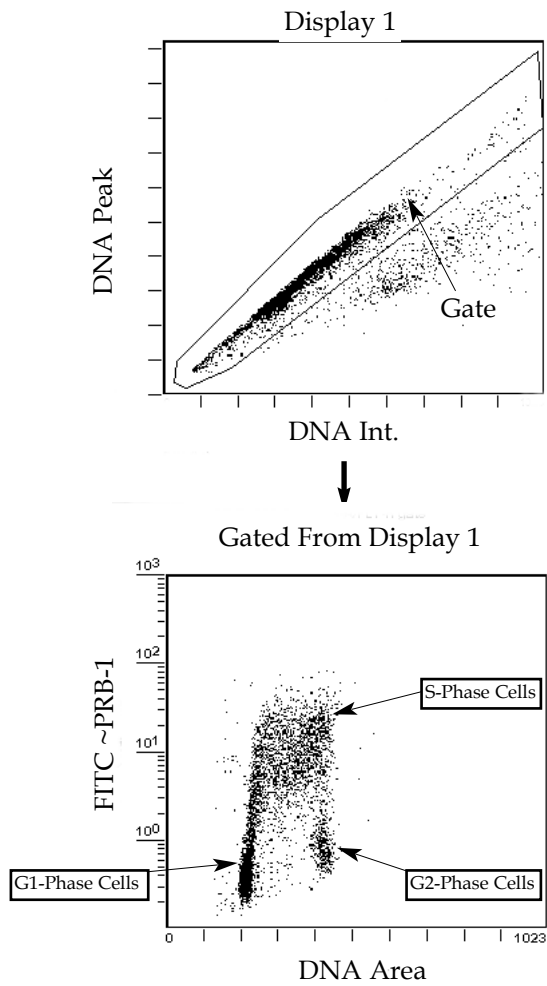 Display 1
DNA Peak
Gate
DNA Int.
Gated From Display 1
10³
10²
10¹
10⁰
FITC ~PRB-1
S-Phase Cells
G1-Phase Cells
G2-Phase Cells
0
1023
DNA Area